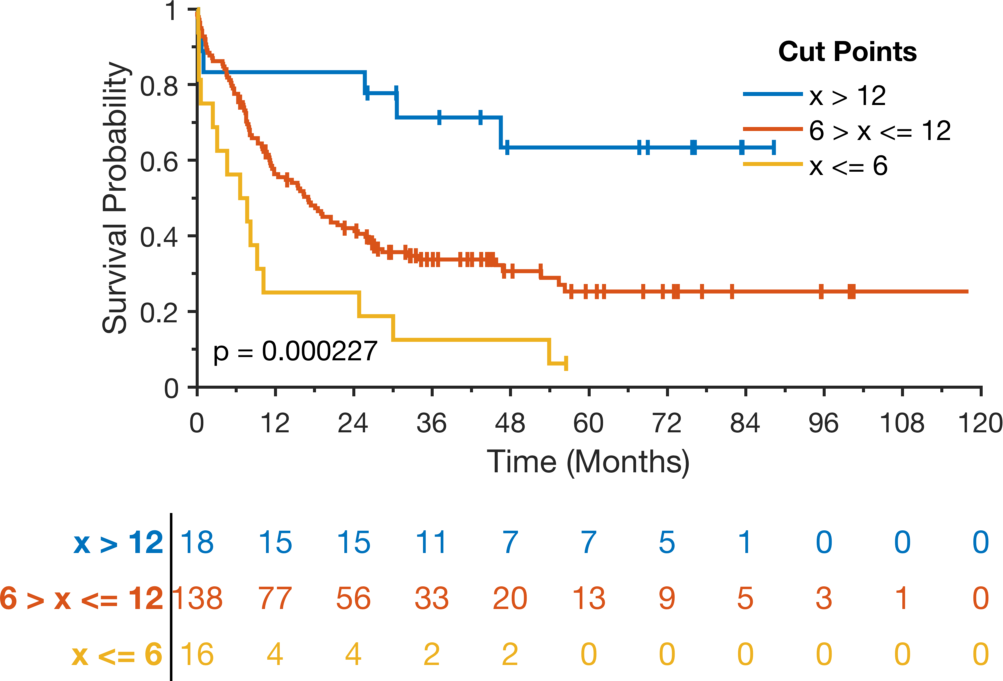 Survival Probability
1
0.8
0.6
0.4
0.2
0
Cut Points
x > 12
6 > x <= 12
x <= 6
p = 0.000227
0 12 24 36 48 60 72 84 96 108 120
Time (Months)
x > 12 18 15 15 11 7 7 5 1 0 0 0
6 > x <= 12 138 77 56 33 20 13 9 5 3 1 0
x <= 6 16 4 4 2 2 0 0 0 0 0 0